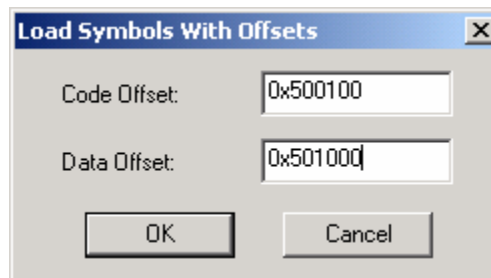 Load Symbols With Offsets
Code Offset: 0x500100
Data Offset: 0x501000
OK Cancel